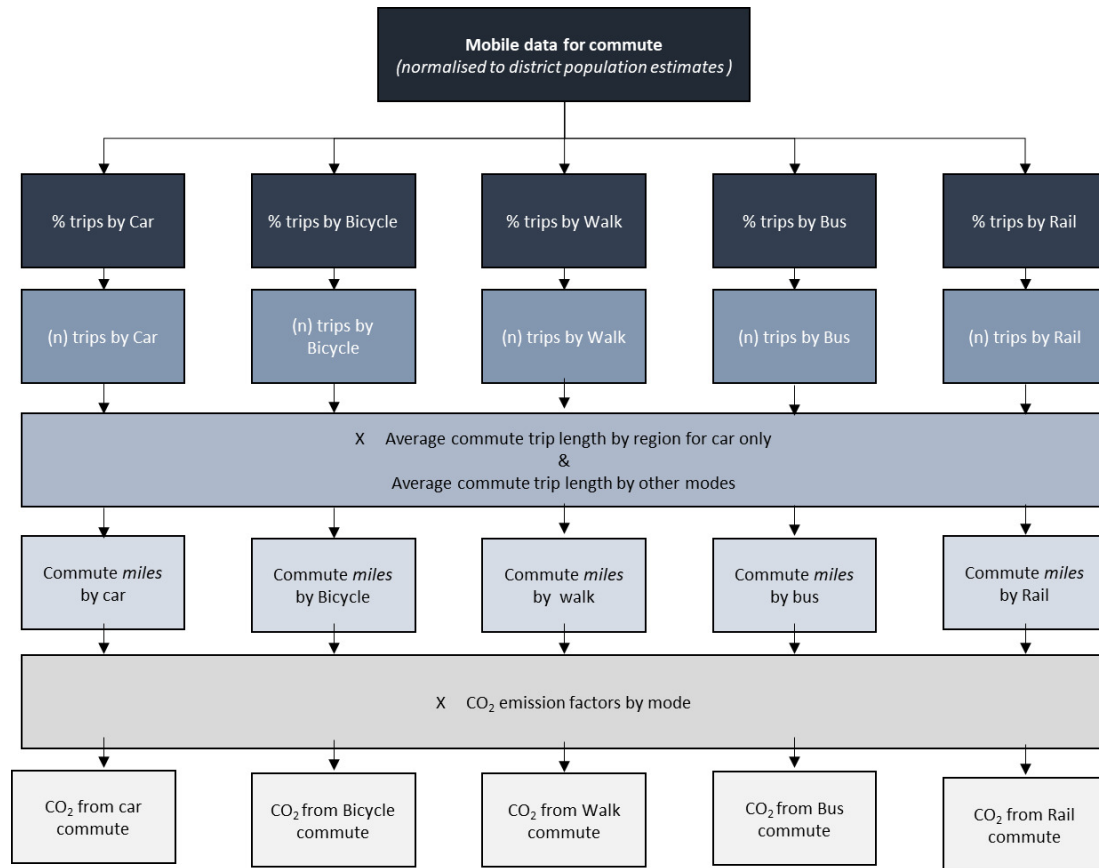 Mobile data for commute
(normalised to district population estimates )
% trips by Car
% trips by Bicycle
% trips by Walk
% trips by Bus
% trips by Rail
(n) trips by Car
(n) trips by
Bicycle
(n) trips by Walk
(n) trips by Bus
(n) trips by Rail
X Average commute trip length by region for car only
&
Average commute trip length by other modes
Commute miles
by car
Commute miles
by Bicycle
Commute miles
by walk
Commute miles
by bus
Commute miles
by Rail
X CO₂ emission factors by mode
CO₂ from car
commute
CO₂ from Bicycle
commute
CO₂ from Walk
commute
CO₂ from Bus
commute
CO₂ from Rail
commute